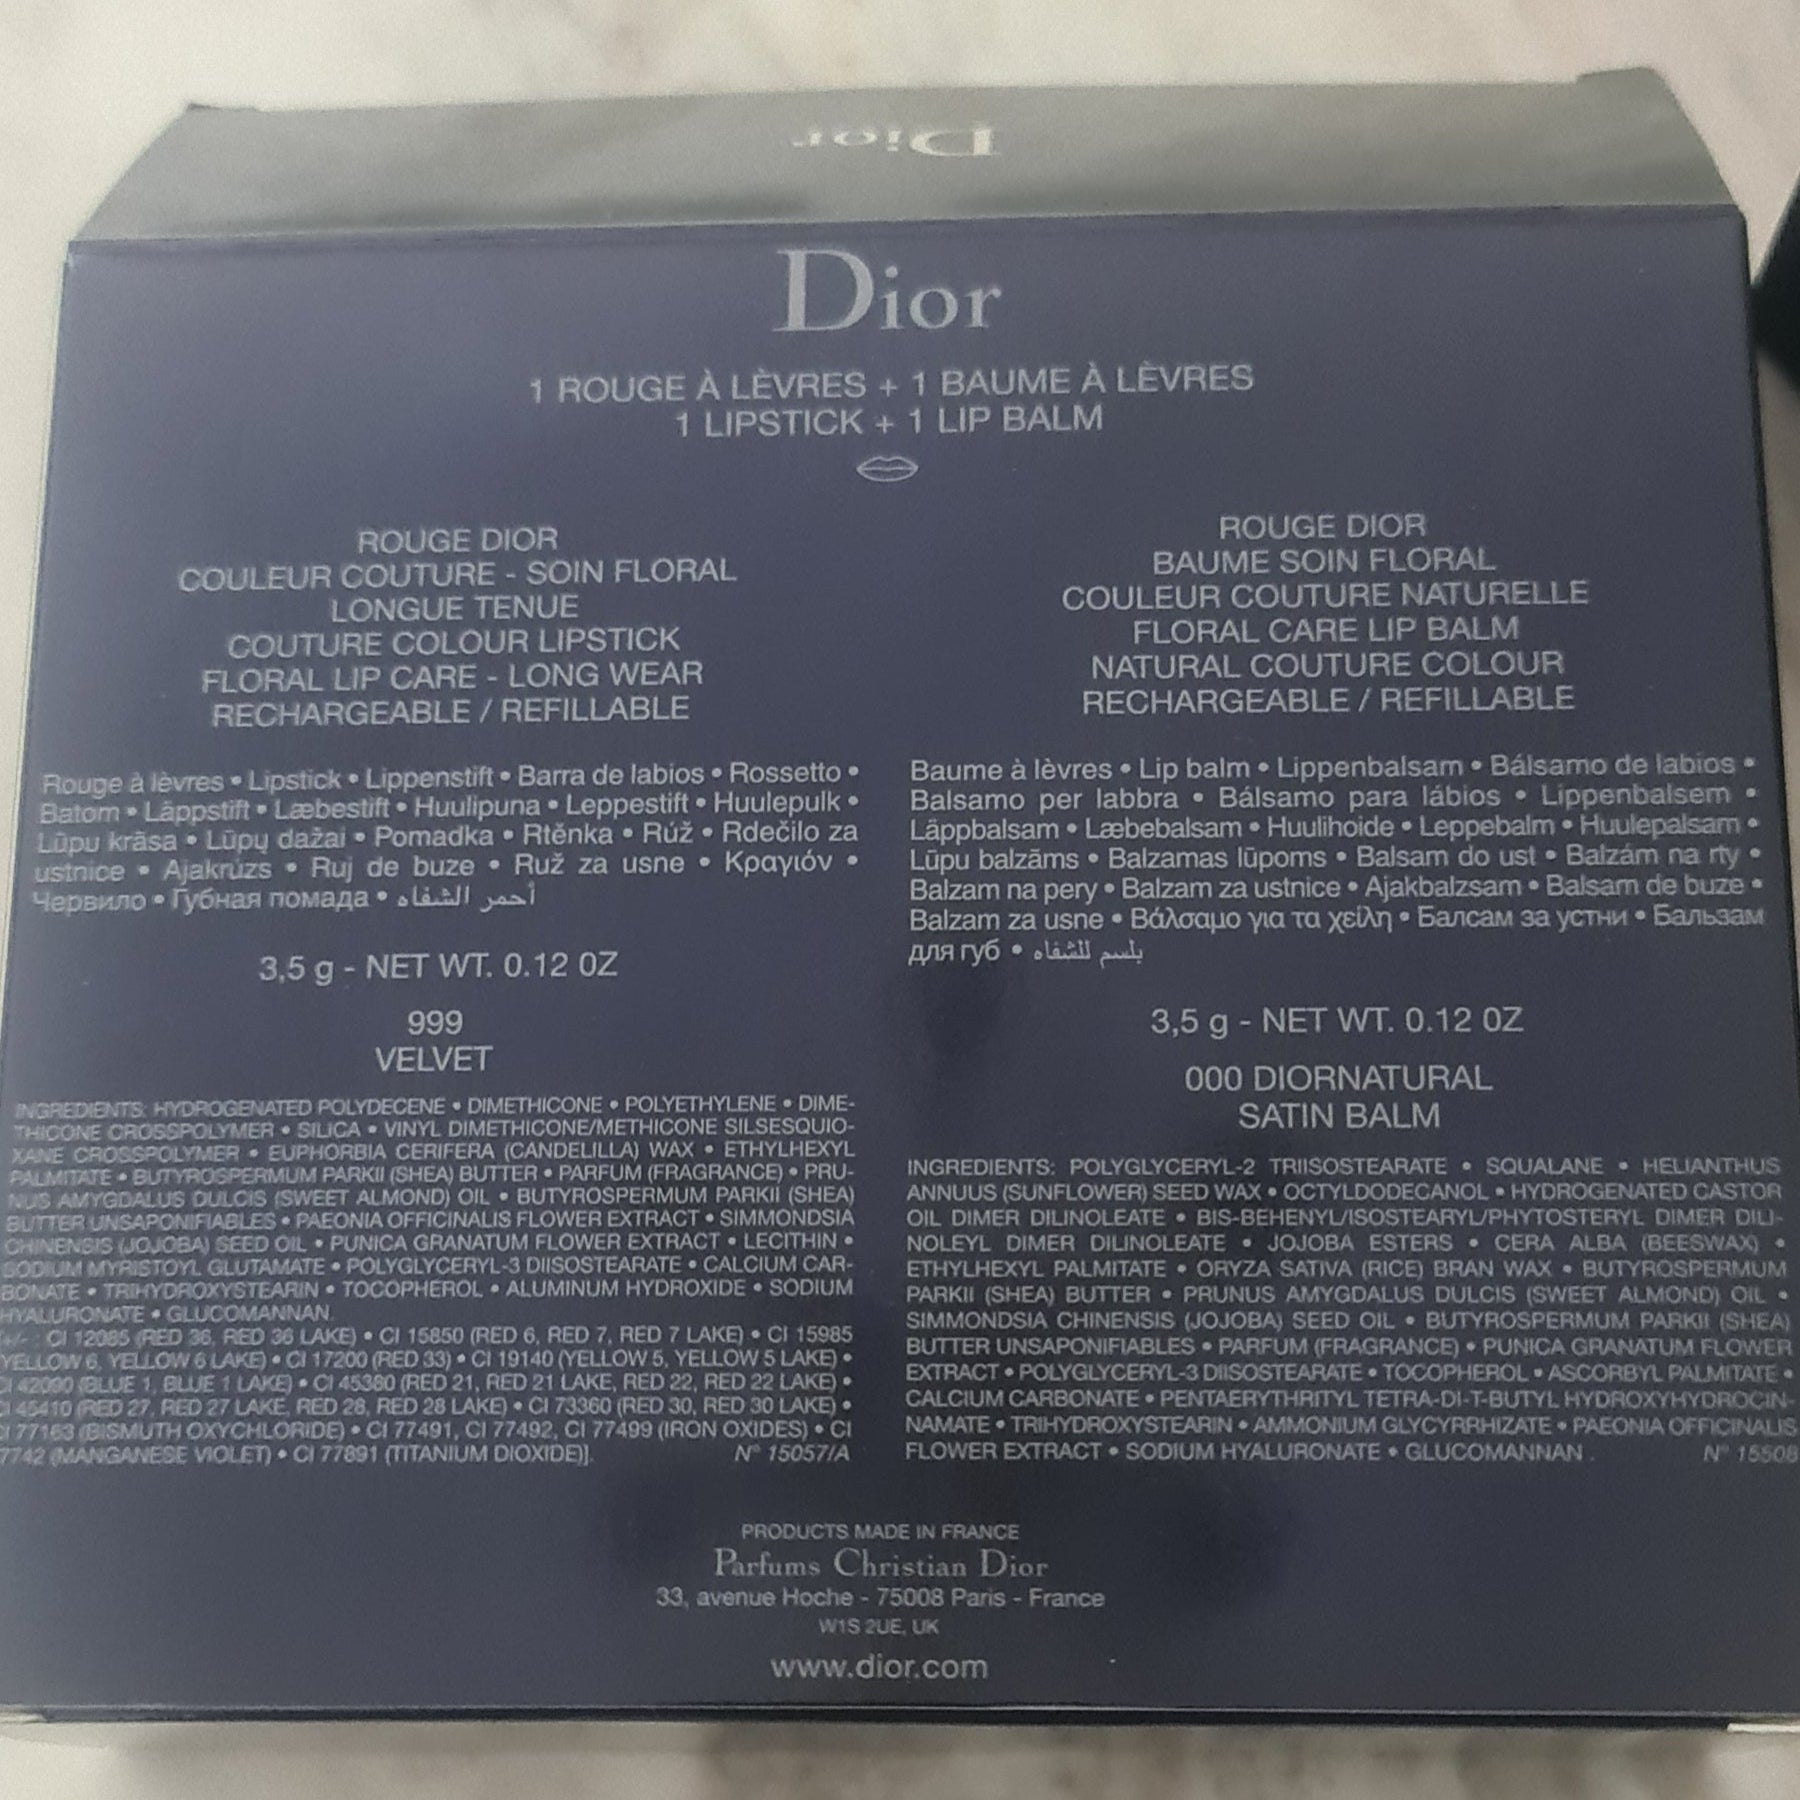 Dior
Dior
1 ROUGE À LÈVRES + 1 BAUME À LÈVRES
1 LIPSTICK + 1 LIP BALM
ROUGE DIOR
COULEUR COUTURE - SOIN FLORAL
LONGUE TENUE
COUTURE COLOUR LIPSTICK
FLORAL LIP CARE - LONG WEAR
RECHARGEABLE / REFILLABLE
Rouge à lèvres • Lipstick • Lippenstift • Barra de labios • Rossetto •
Batom • Läppstift • Læbestift • Huulipuna • Leppestift • Huulepulk •
Lūpu krāsa • Lūpų dažai • Pomadka • Rtěnka • Rúž • Rdečilo za
ustnice • Ajakrúzs • Ruj de buze • Ruž za usne • Κραγιόν •
Червило • Губная помада • أحمر الشفاه
3,5 g - NET WT. 0.12 OZ
999
VELVET
INGREDIENTS: HYDROGENATED POLYDECENE • DIMETHICONE • POLYETHYLENE • DIME-
THICONE CROSSPOLYMER • SILICA • VINYL DIMETHICONE/METHICONE SILSESQUIO-
XANE CROSSPOLYMER • EUPHORBIA CERIFERA (CANDELILLA) WAX • ETHYLHEXYL
PALMITATE • BUTYROSPERMUM PARKII (SHEA) BUTTER • PARFUM (FRAGRANCE) • PRU-
NUS AMYGDALUS DULCIS (SWEET ALMOND) OIL • BUTYROSPERMUM PARKII (SHEA)
BUTTER UNSAPONIFIABLES • PAEONIA OFFICINALIS FLOWER EXTRACT • SIMMONDSIA
CHINENSIS (JOJOBA) SEED OIL • PUNICA GRANATUM FLOWER EXTRACT • LECITHIN •
SODIUM MYRISTOYL GLUTAMATE • POLYGLYCERYL-3 DIISOSTEARATE • CALCIUM CAR-
BONATE • TRIHYDROXYSTEARIN • TOCOPHEROL • ALUMINUM HYDROXIDE • SODIUM
HYALURONATE • GLUCOMANNAN.
+/- : CI 12085 (RED 36, RED 36 LAKE) • CI 15850 (RED 6, RED 7, RED 7 LAKE) • CI 15985
YELLOW 6, YELLOW 6 LAKE) • CI 17200 (RED 33) • CI 19140 (YELLOW 5, YELLOW 5 LAKE) •
CI 42090 (BLUE 1, BLUE 1 LAKE) • CI 45380 (RED 21, RED 21 LAKE, RED 22, RED 22 LAKE) •
CI 45410 (RED 27, RED 27 LAKE, RED 28, RED 28 LAKE) • CI 73360 (RED 30, RED 30 LAKE) •
CI 77163 (BISMUTH OXYCHLORIDE) • CI 77491, CI 77492, CI 77499 (IRON OXIDES) • CI
7742 (MANGANESE VIOLET) • CI 77891 (TITANIUM DIOXIDE)]. N° 15057/A
ROUGE DIOR
BAUME SOIN FLORAL
COULEUR COUTURE NATURELLE
FLORAL CARE LIP BALM
NATURAL COUTURE COLOUR
RECHARGEABLE / REFILLABLE
Baume à lèvres • Lip balm • Lippenbalsam • Bálsamo de labios •
Balsamo per labbra • Bálsamo para lábios • Lippenbalsem •
Läppbalsam • Læbebalsam • Huulihoide • Leppebalm • Huulepalsam •
Lūpu balzāms • Balzamas lūpoms • Balsam do ust • Balzám na rty •
Balzam na pery • Balzam za ustnice • Ajakbalzsam • Balsam de buze •
Balzam za usne • Βάλσαμο για τα χείλη • Балсам за устни • Бальзам
для губ • بلسم للشفاه
3,5 g - NET WT. 0.12 OZ
000 DIORNATURAL
SATIN BALM
INGREDIENTS: POLYGLYCERYL-2 TRIISOSTEARATE • SQUALANE • HELIANTHUS
ANNUUS (SUNFLOWER) SEED WAX • OCTYLDODECANOL • HYDROGENATED CASTOR
OIL DIMER DILINOLEATE • BIS-BEHENYL/ISOSTEARYL/PHYTOSTERYL DIMER DILI-
NOLEYL DIMER DILINOLEATE • JOJOBA ESTERS • CERA ALBA (BEESWAX) •
ETHYLHEXYL PALMITATE • ORYZA SATIVA (RICE) BRAN WAX • BUTYROSPERMUM
PARKII (SHEA) BUTTER • PRUNUS AMYGDALUS DULCIS (SWEET ALMOND) OIL •
SIMMONDSIA CHINENSIS (JOJOBA) SEED OIL • BUTYROSPERMUM PARKII (SHEA)
BUTTER UNSAPONIFIABLES • PARFUM (FRAGRANCE) • PUNICA GRANATUM FLOWER
EXTRACT • POLYGLYCERYL-3 DIISOSTEARATE • TOCOPHEROL • ASCORBYL PALMITATE •
CALCIUM CARBONATE • PENTAERYTHRITYL TETRA-DI-T-BUTYL HYDROXYHYDROCIN-
NAMATE • TRIHYDROXYSTEARIN • AMMONIUM GLYCYRRHIZATE • PAEONIA OFFICINALIS
FLOWER EXTRACT • SODIUM HYALURONATE • GLUCOMANNAN . N° 15508
PRODUCTS MADE IN FRANCE
Parfums Christian Dior
33, avenue Hoche - 75008 Paris - France
W1S 2UE, UK
www.dior.com